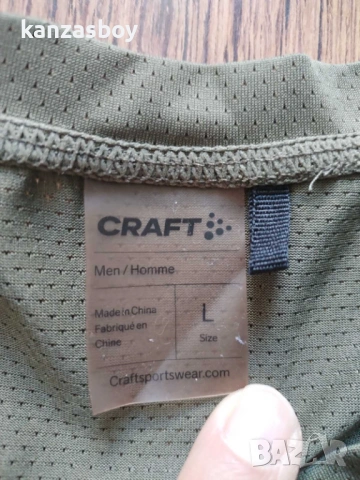 kanzasboy
CRAFT
Men / Homme
Made in China
Fabriqué en
Chine
L
Size
Craftsportswear.com
BAZAR